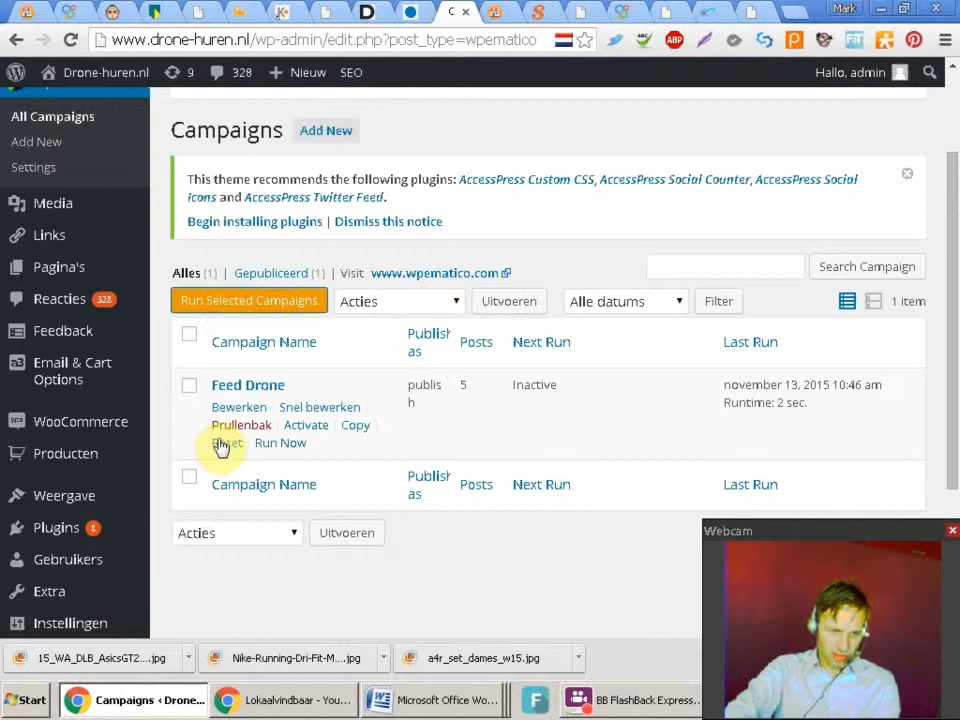 C
Mark
www.drone-huren.nl/wp-admin/edit.php?post_type=wpematico
ABP
Drone-huren.nl
9
328
Nieuw
SEO
Hallo, admin
All Campaigns
Add New
Settings
Media
Links
Pagina's
Reacties 328
Feedback
Email & Cart
Options
WooCommerce
Producten
Weergave
Plugins 8
Gebruikers
Extra
Instellingen
Campaigns Add New
This theme recommends the following plugins: AccessPress Custom CSS, AccessPress Social Counter, AccessPress Social
Icons and AccessPress Twitter Feed.
Begin installing plugins | Dismiss this notice
Alles (1) | Gepubliceerd (1) | Visit www.wpematico.com
Search Campaign
Run Selected Campaigns
Acties
Uitvoeren
Alle datums
Filter
1 item
Campaign Name
Publish
as
Posts
Next Run
Last Run
Feed Drone
publis
h
5
Inactive
november 13, 2015 10:46 am
Runtime: 2 sec.
Bewerken
Snel bewerken
Prullenbak
Activate
Copy
Reset
Run Now
Campaign Name
Publish
as
Posts
Next Run
Last Run
Acties
Uitvoeren
Webcam
15_WA_DLB_AsicsGT2....jpg
Nike-Running-Dri-Fit-M....jpg
a4r_set_dames_w15.jpg
Start
Campaigns ‹ Drone...
Lokaalvindbaar - You...
Microsoft Office Wo...
F
BB FlashBack Express...